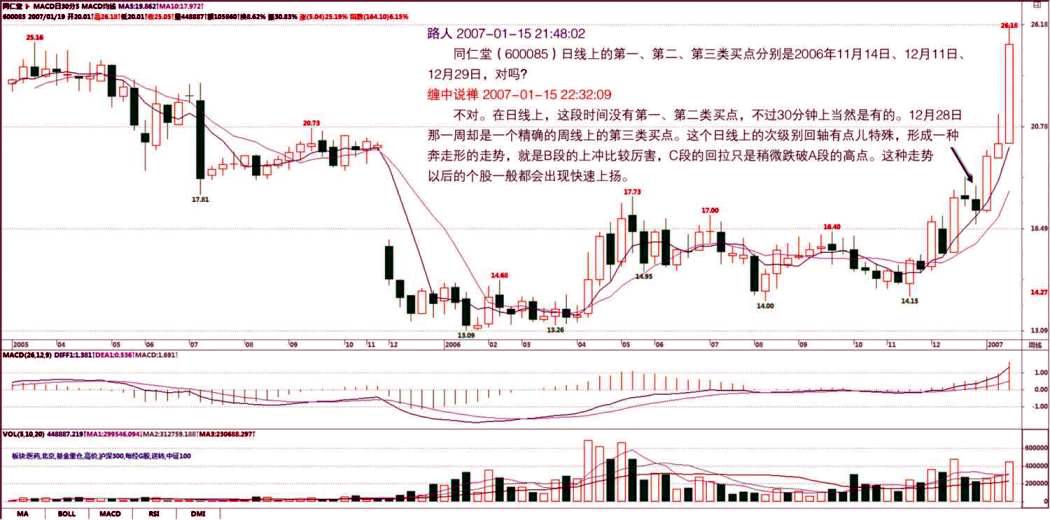 同仁堂 MACD日30分5 MACD均线 MA5:19.862↑MA10:17.972↑
600085 2007/01/19 开20.01↑高26.18↑低20.01↑收25.05↑量448887↑额105860↑换8.62% 振30.83% 涨(5.04)25.19% 指数(164.10)6.15%
路人 2007-01-15 21:48:02
同仁堂（600085）日线上的第一、第二、第三类买点分别是2006年11月14日、12月11日、
12月29日，对吗？
缠中说禅 2007-01-15 22:32:09
不对。在日线上，这段时间没有第一、第二类买点，不过30分钟上当然是有的。12月28日
那一周却是一个精确的周线上的第三类买点。这个日线上的次级别回轴有点儿特殊，形成一种
奔走形的走势，就是B段的上冲比较厉害，C段的回拉只是稍微跌破A段的高点。这种走势
以后的个股一般都会出现快速上扬。
26.18
26.18
25.16
20.73
20.78
17.81
17.73
17.00
16.40
18.49
14.95
14.60
14.00
14.15
14.27
13.09
13.26
13.09
2005 04 05 06 07 08 09 10 11 12 2006 02 03 04 05 06 07 08 09 10 11 12 2007 周线
MACD(26,12,9) DIFF1:1.381↑DEA1:0.536↑MACD:1.691↑
1.00
0.00
-1.00
VOL(5,10,20) 448887.219↑MA1:299546.094↓MA2:312759.188↑MA3:230688.297↑
板块:医药,北京,基金重仓,高价,沪深300,每经G股,送转,中证100
600000
400000
200000
0
MA BOLL MACD RSI DMI